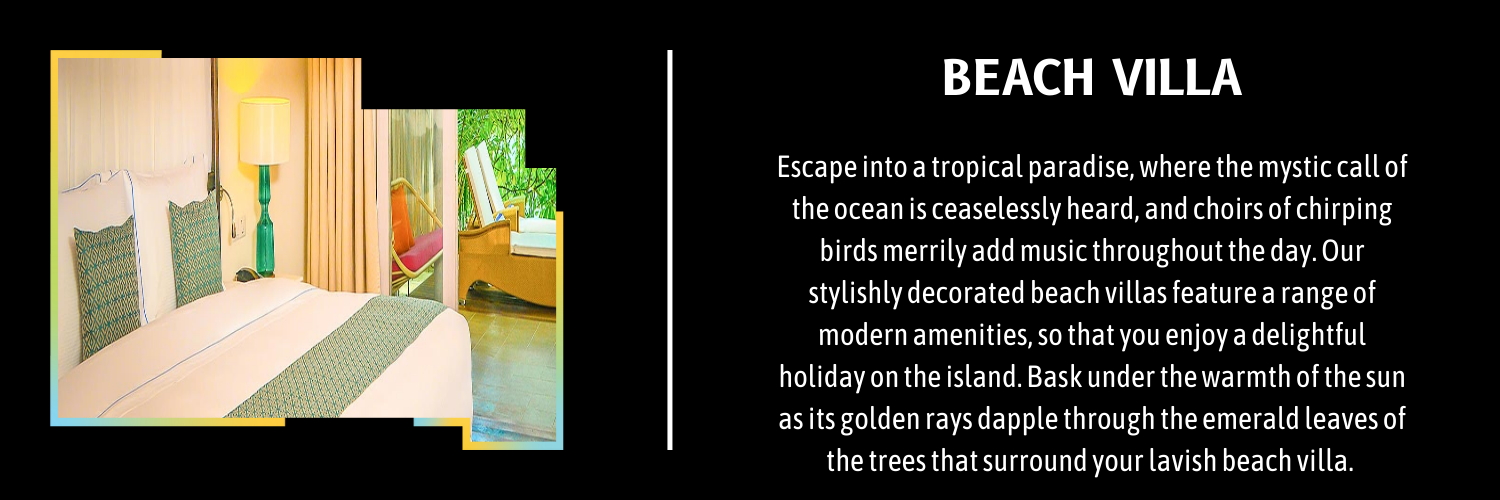 BEACH VILLA
Escape into a tropical paradise, where the mystic call of
the ocean is ceaselessly heard, and choirs of chirping
birds merrily add music throughout the day. Our
stylishly decorated beach villas feature a range of
modern amenities, so that you enjoy a delightful
holiday on the island. Bask under the warmth of the sun
as its golden rays dapple through the emerald leaves of
the trees that surround your lavish beach villa.